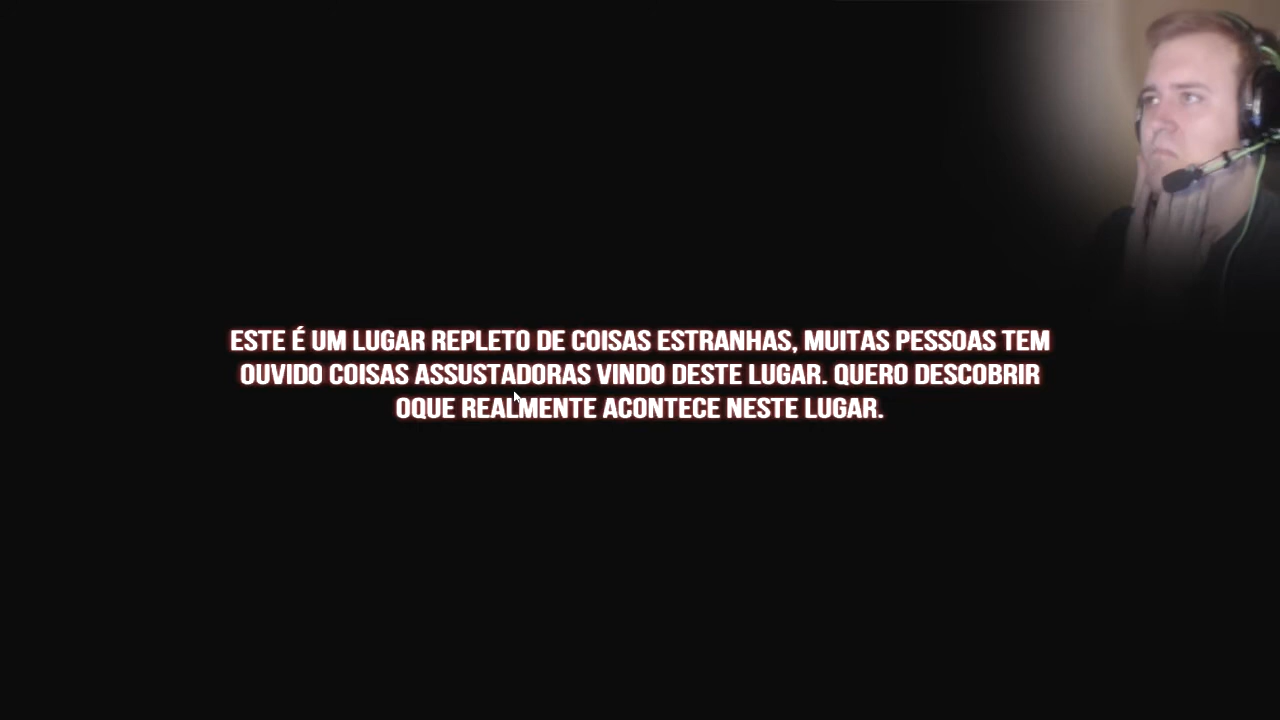 ESTE É UM LUGAR REPLETO DE COISAS ESTRANHAS, MUITAS PESSOAS TEM
OUVIDO COISAS ASSUSTADORAS VINDO DESTE LUGAR. QUERO DESCOBRIR
OQUE REALMENTE ACONTECE NESTE LUGAR.